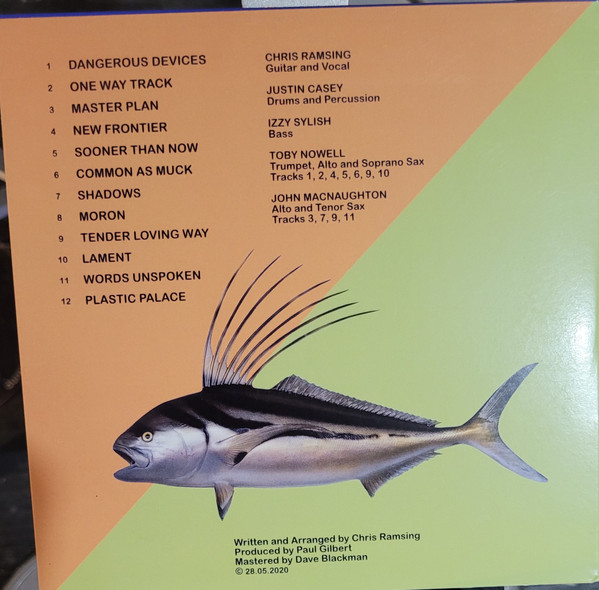 1 DANGEROUS DEVICES
2 ONE WAY TRACK
3 MASTER PLAN
4 NEW FRONTIER
5 SOONER THAN NOW
6 COMMON AS MUCK
7 SHADOWS
8 MORON
9 TENDER LOVING WAY
10 LAMENT
11 WORDS UNSPOKEN
12 PLASTIC PALACE
CHRIS RAMSING
Guitar and Vocal
JUSTIN CASEY
Drums and Percussion
IZZY SYLISH
Bass
TOBY NOWELL
Trumpet, Alto and Soprano Sax
Tracks 1, 2, 4, 5, 6, 9, 10
JOHN MACNAUGHTON
Alto and Tenor Sax
Tracks 3, 7, 9, 11
Written and Arranged by Chris Ramsing
Produced by Paul Gilbert
Mastered by Dave Blackman
© 28.05.2020